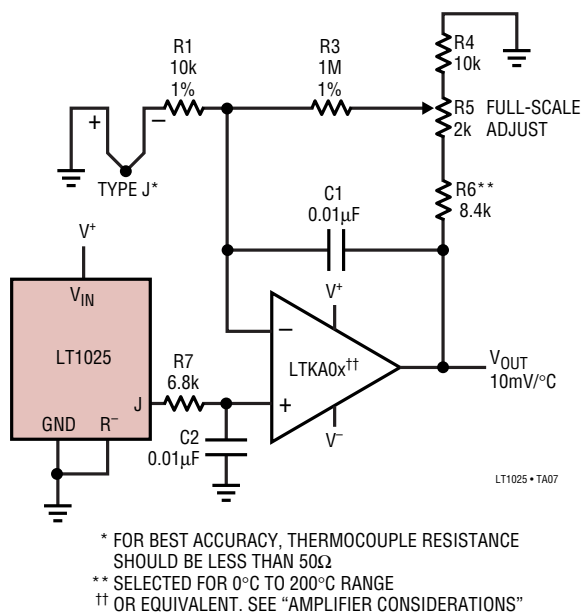 R1
10k
1%
R3
1M
1%
R4
10k
R5 FULL-SCALE
2k ADJUST
+
−
TYPE J*
R6**
8.4k
C1
0.01µF
V+
VIN
LT1025
J
GND R−
R7
6.8k
C2
0.01µF
V+
−
LTKA0x††
+
V−
VOUT
10mV/°C
LT1025 • TA07
* FOR BEST ACCURACY, THERMOCOUPLE RESISTANCE
SHOULD BE LESS THAN 50Ω
** SELECTED FOR 0°C TO 200°C RANGE
†† OR EQUIVALENT. SEE “AMPLIFIER CONSIDERATIONS”